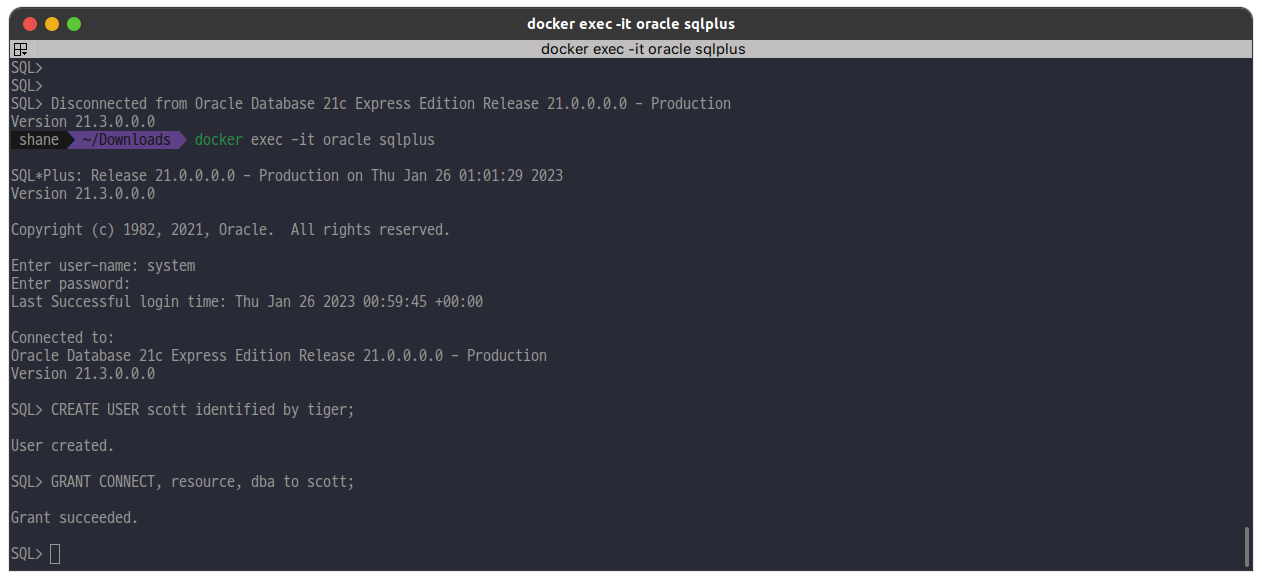 docker exec -it oracle sqlplus
docker exec -it oracle sqlplus
SQL>
SQL>
SQL> Disconnected from Oracle Database 21c Express Edition Release 21.0.0.0.0 - Production
Version 21.3.0.0.0
shane ~/Downloads docker exec -it oracle sqlplus
SQL*Plus: Release 21.0.0.0.0 - Production on Thu Jan 26 01:01:29 2023
Version 21.3.0.0.0
Copyright (c) 1982, 2021, Oracle.  All rights reserved.
Enter user-name: system
Enter password:
Last Successful login time: Thu Jan 26 2023 00:59:45 +00:00
Connected to:
Oracle Database 21c Express Edition Release 21.0.0.0.0 - Production
Version 21.3.0.0.0
SQL> CREATE USER scott identified by tiger;
User created.
SQL> GRANT CONNECT, resource, dba to scott;
Grant succeeded.
SQL>